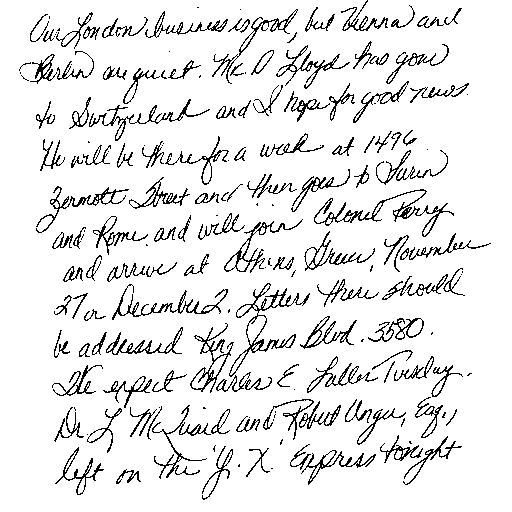 Our London business is good, but Vienna and
Berlin are quiet. Mr. D. Lloyd has gone
to Switzerland and I hope for good news.
He will be there for a week at 1496
Zermott Street and then goes to Turin
and Rome and will join Colonel Parry
and arrive at Athens, Greece, November
27 or December 2. Letters there should
be addressed King James Blvd. 3580.
We expect Charles E. Fuller Tuesday.
Dr. L. McQuaid and Robert Unger, Esq.,
left on the 'Y. X.' Express tonight